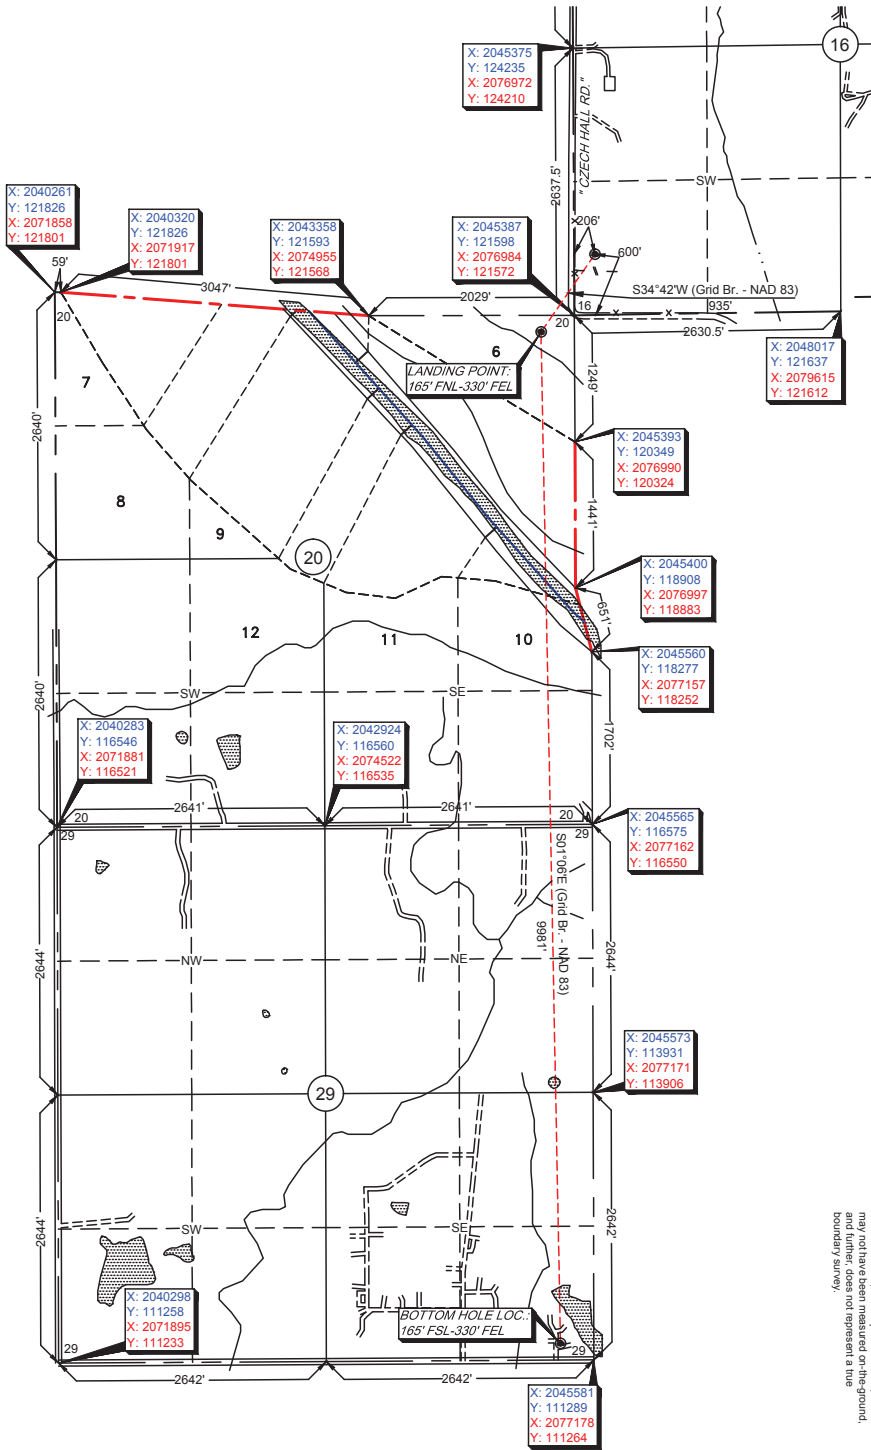 X: 2045375
Y: 124235
X: 2076972
Y: 124210
16
"CZECH HALL RD."
2637.5'
SW
X: 2040261
Y: 121826
X: 2071858
Y: 121801
X: 2040320
Y: 121826
X: 2071917
Y: 121801
X: 2043358
Y: 121593
X: 2074955
Y: 121568
X: 2045387
Y: 121598
X: 2076984
Y: 121572
206'
600'
59'
3047'
2029'
S34°42'W (Grid Br. - NAD 83)
935'
16
20
20
2630.5'
6
X: 2048017
Y: 121637
X: 2079615
Y: 121612
7
LANDING POINT:
165' FNL-330' FEL
1249'
2640'
X: 2045393
Y: 120349
X: 2076990
Y: 120324
8
9
1441'
20
X: 2045400
Y: 118908
X: 2076997
Y: 118883
651'
12
11
10
X: 2045560
Y: 118277
X: 2077157
Y: 118252
2640'
SW
SE
1702'
X: 2040283
Y: 116546
X: 2071881
Y: 116521
X: 2042924
Y: 116560
X: 2074522
Y: 116535
2641'
2641'
20
20
29
29
X: 2045565
Y: 116575
X: 2077162
Y: 116550
S01°06'E (Grid Br. - NAD 83)
9981'
2644'
NW
NE
2644'
X: 2045573
Y: 113931
X: 2077171
Y: 113906
29
2644'
SW
SE
2642'
may not have been measured on-the-ground,
and further, does not represent a true
boundary survey.
X: 2040298
Y: 111258
X: 2071895
Y: 111233
BOTTOM HOLE LOC.:
165' FSL-330' FEL
29
29
2642'
2642'
X: 2045581
Y: 111289
X: 2077178
Y: 111264